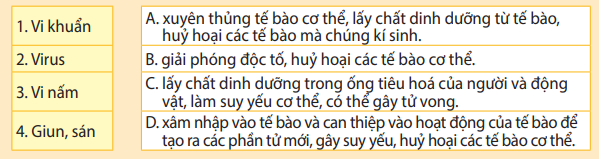 1. Vi khuẩn
A. xuyên thủng tế bào cơ thể, lấy chất dinh dưỡng từ tế bào,
huỷ hoại các tế bào mà chúng kí sinh.
2. Virus
B. giải phóng độc tố, huỷ hoại các tế bào cơ thể.
3. Vi nấm
C. lấy chất dinh dưỡng trong ống tiêu hoá của người và động
vật, làm suy yếu cơ thể, có thể gây tử vong.
4. Giun, sán
D. xâm nhập vào tế bào và can thiệp vào hoạt động của tế bào để
tạo ra các phần tử mới, gây suy yếu, huỷ hoại các tế bào cơ thể.